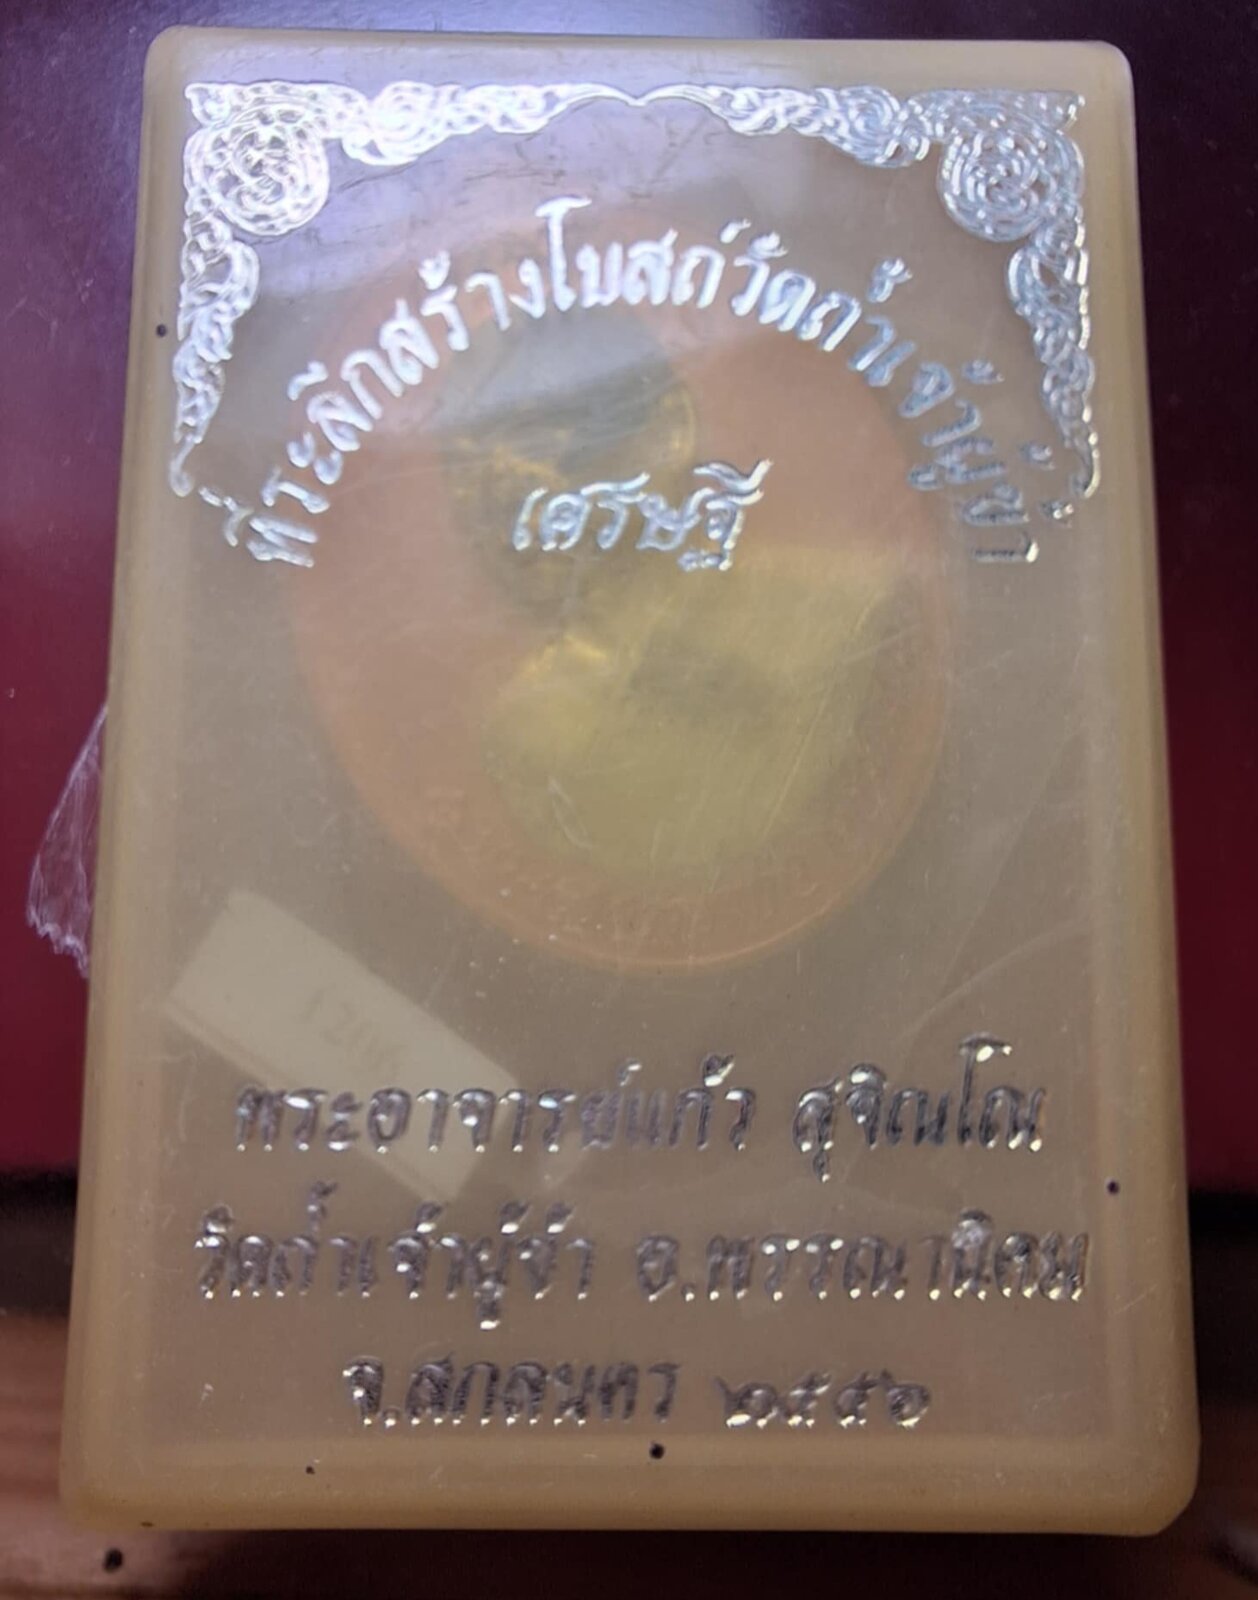 ที่ระลึกสร้างโบสถ์วัดถ้ำเจ้าผู้ข้า
เศรษฐี
พระอาจารย์แก้ว สุจิณโณ
วัดถ้ำเจ้าผู้ข้า อ.พรรณานิคม
จ.สกลนคร ๒๕๕๖